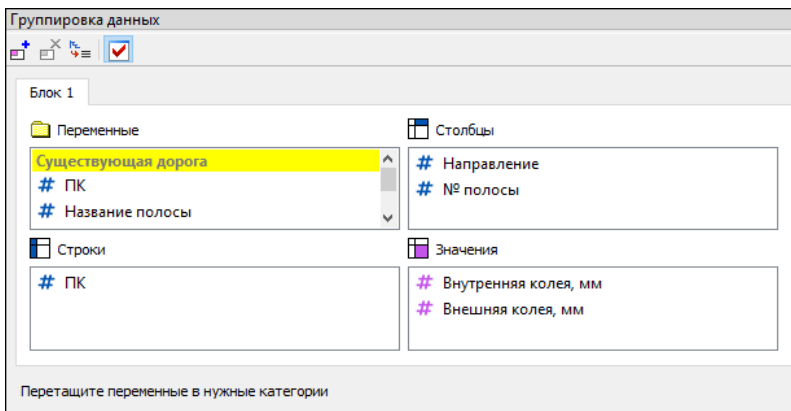 Группировка данных
Блок 1
Переменные
Существующая дорога
# ПК
# Название полосы
Столбцы
# Направление
# № полосы
Строки
# ПК
Значения
# Внутренняя колея, мм
# Внешняя колея, мм
Перетащите переменные в нужные категории